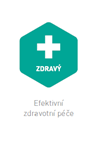 ZDRAVÝ
Efektivní
zdravotní péče